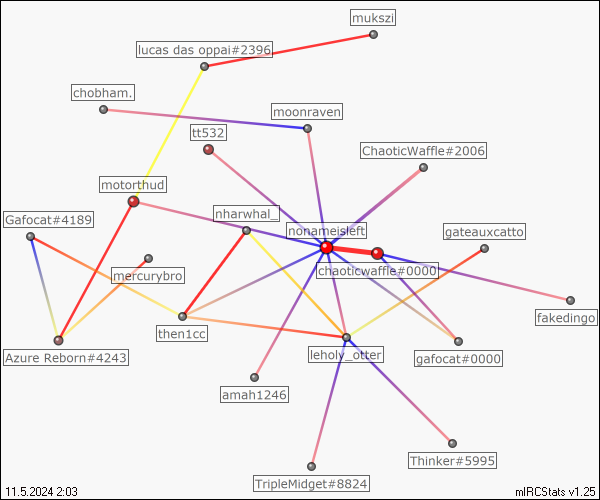 mukszi
lucas das oppai#2396
chobham.
moonraven
tt532
ChaoticWaffle#2006
motorthud
nharwhal_
Gafocat#4189
nonameisleft
gateauxcatto
chaoticwaffle#0000
mercurybro
fakedingo
then1cc
Azure Reborn#4243
leholy_otter
gafocat#0000
amah1246
Thinker#5995
TripleMidget#8824
11.5.2024 2:03
mIRCStats v1.25